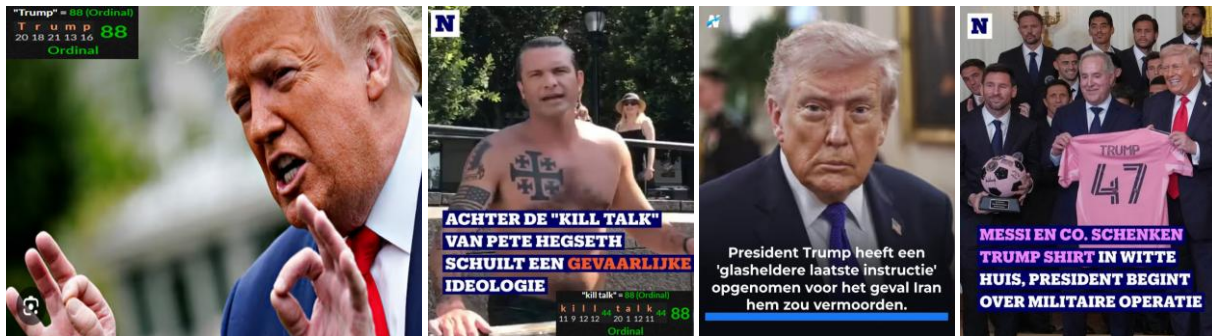 "Trump" = 88 (Ordinal)
T r u m p 88
20 18 21 13 16
Ordinal
N
ACHTER DE "KILL TALK"
VAN PETE HEGSETH
SCHUILT EEN GEVAARLIJKE
IDEOLOGIE
"kill talk" = 88 (Ordinal)
k i l l 44 t a l k 44 88
11 9 12 12 20 1 12 11
Ordinal
N
President Trump heeft een
'glasheldere laatste instructie'
opgenomen voor het geval Iran
hem zou vermoorden.
N
TRUMP
47
MESSI EN CO. SCHENKEN
TRUMP SHIRT IN WITTE
HUIS, PRESIDENT BEGINT
OVER MILITAIRE OPERATIE